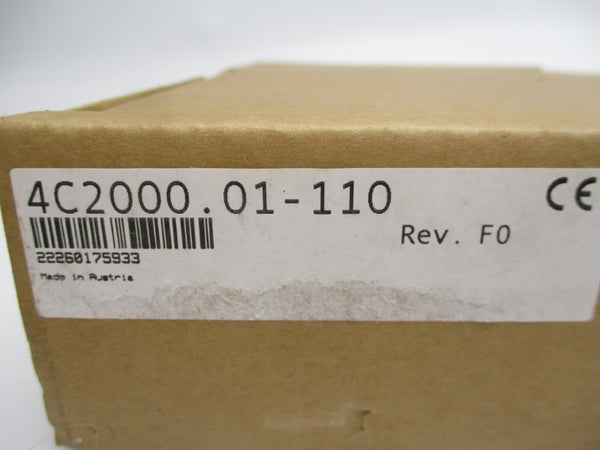 4C2000.01-110 CE
Rev. F0
22260175933
Made in Austria